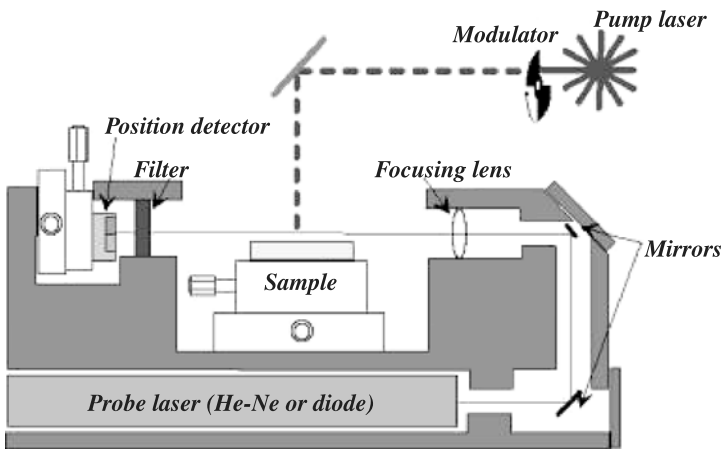 Pump laser
Modulator
Position detector
Filter
Focusing lens
Mirrors
Sample
Probe laser (He-Ne or diode)